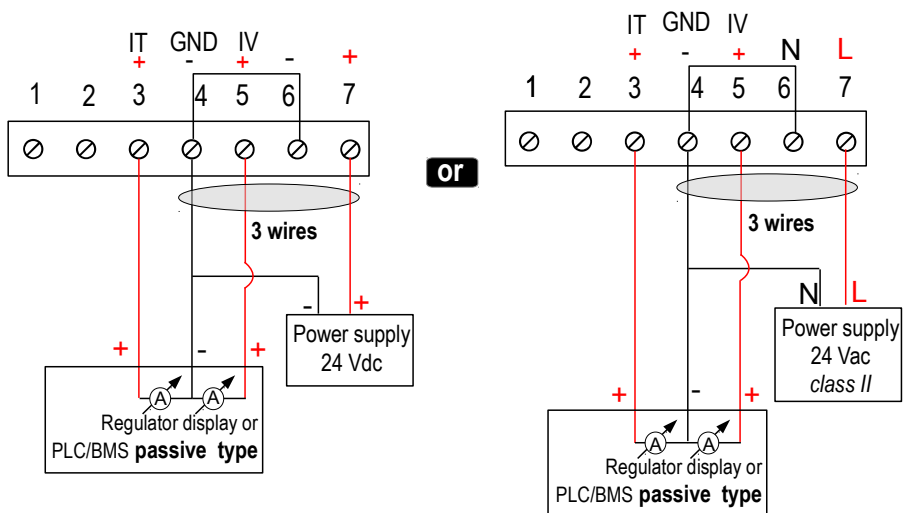 IT GND IV
+ - + - +
1 2 3 4 5 6 7
3 wires
- +
Power supply
24 Vdc
+ - +
A A
Regulator display or
PLC/BMS passive type
or
IT GND IV
+ - + N L
1 2 3 4 5 6 7
3 wires
N L
Power supply
24 Vac
class II
+ - +
A A
Regulator display or
PLC/BMS passive type